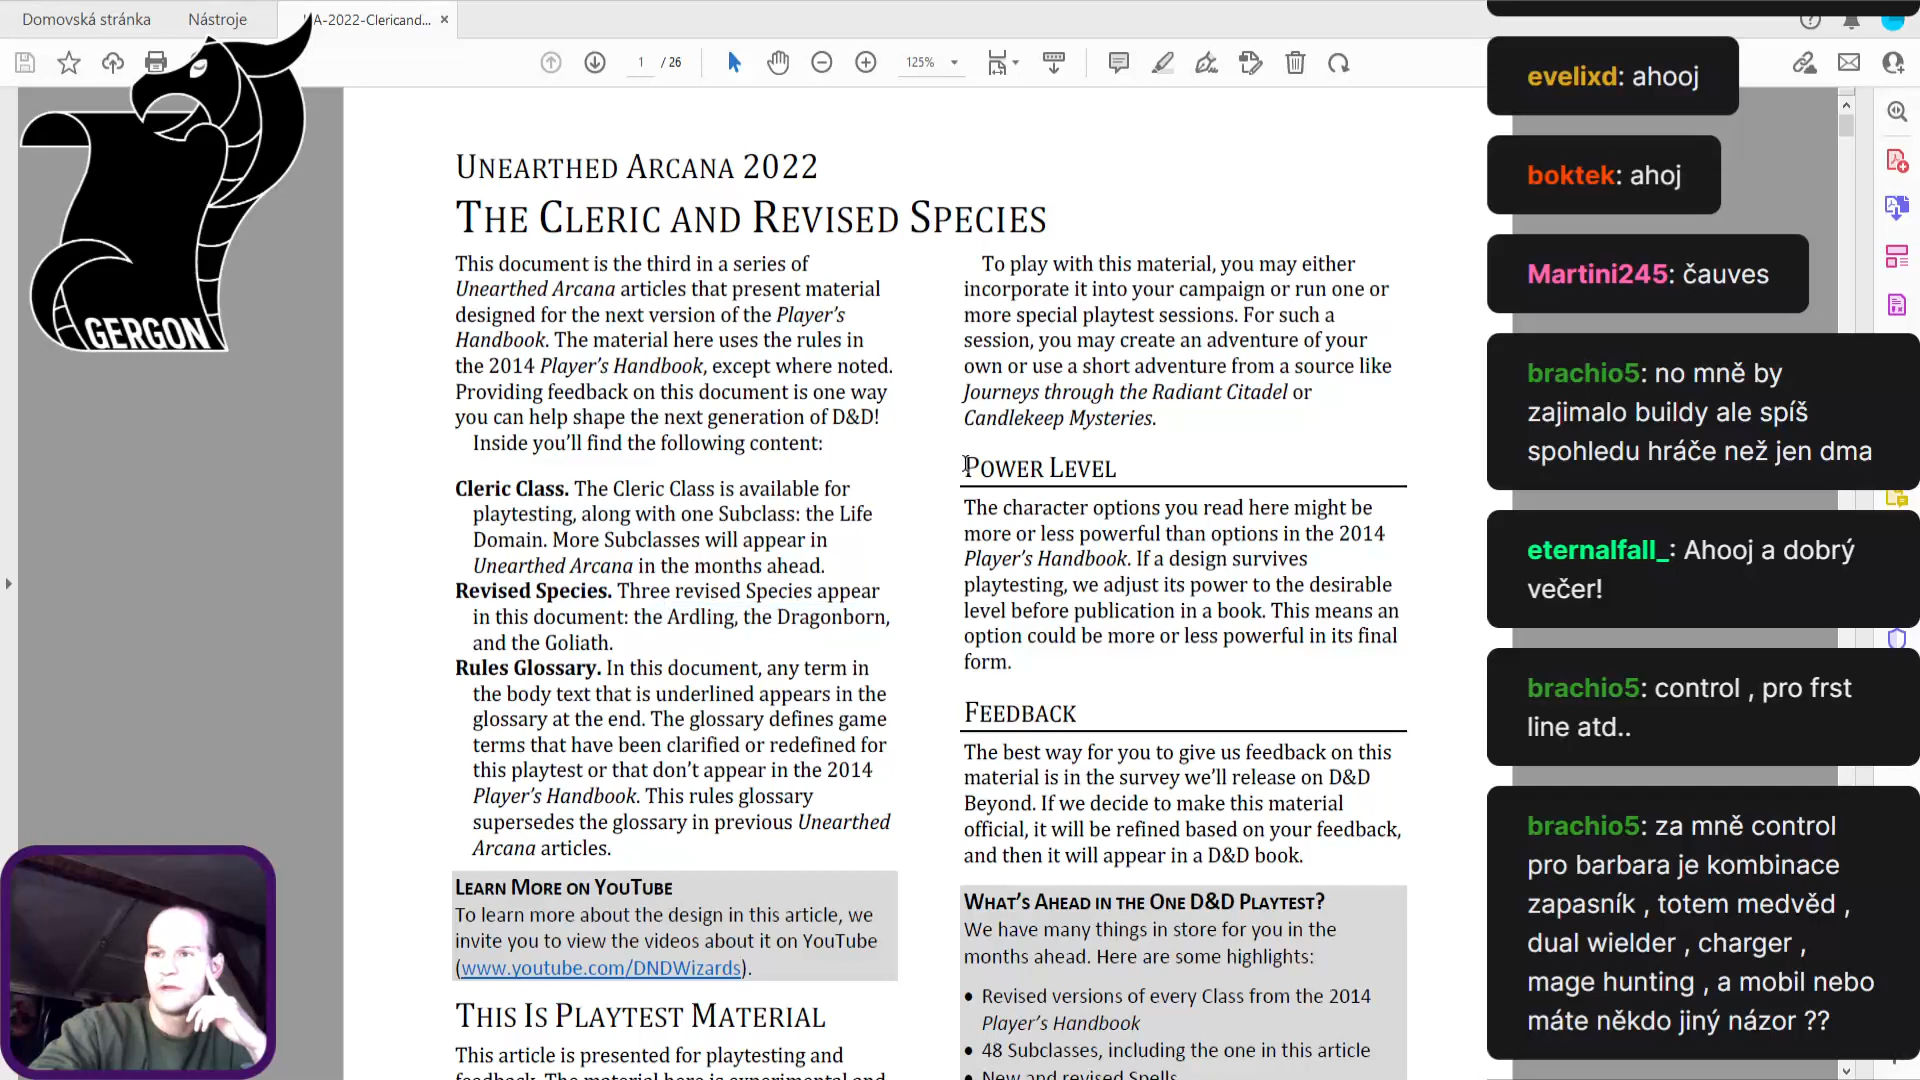 Domovská stránka
Nástroje
A-2022-Clericand...
1 / 26
125%
GERGON
UNEARTHED ARCANA 2022
THE CLERIC AND REVISED SPECIES
This document is the third in a series of
Unearthed Arcana articles that present material
designed for the next version of the Player’s
Handbook. The material here uses the rules in
the 2014 Player’s Handbook, except where noted.
Providing feedback on this document is one way
you can help shape the next generation of D&D!
Inside you’ll find the following content:
Cleric Class. The Cleric Class is available for
playtesting, along with one Subclass: the Life
Domain. More Subclasses will appear in
Unearthed Arcana in the months ahead.
Revised Species. Three revised Species appear
in this document: the Ardling, the Dragonborn,
and the Goliath.
Rules Glossary. In this document, any term in
the body text that is underlined appears in the
glossary at the end. The glossary defines game
terms that have been clarified or redefined for
this playtest or that don’t appear in the 2014
Player’s Handbook. This rules glossary
supersedes the glossary in previous Unearthed
Arcana articles.
LEARN MORE ON YOUTUBE
To learn more about the design in this article, we
invite you to view the videos about it on YouTube
(www.youtube.com/DNDWizards).
THIS IS PLAYTEST MATERIAL
This article is presented for playtesting and
feedback. The material here is experimental and
To play with this material, you may either
incorporate it into your campaign or run one or
more special playtest sessions. For such a
session, you may create an adventure of your
own or use a short adventure from a source like
Journeys through the Radiant Citadel or
Candlekeep Mysteries.
POWER LEVEL
The character options you read here might be
more or less powerful than options in the 2014
Player’s Handbook. If a design survives
playtesting, we adjust its power to the desirable
level before publication in a book. This means an
option could be more or less powerful in its final
form.
FEEDBACK
The best way for you to give us feedback on this
material is in the survey we’ll release on D&D
Beyond. If we decide to make this material
official, it will be refined based on your feedback,
and then it will appear in a D&D book.
WHAT’S AHEAD IN THE ONE D&D PLAYTEST?
We have many things in store for you in the
months ahead. Here are some highlights:
• Revised versions of every Class from the 2014
Player’s Handbook
• 48 Subclasses, including the one in this article
• New and revised Spells
evelixd: ahooj
boktek: ahoj
Martini245: čauves
brachio5: no mně by
zajimalo buildy ale spíš
spohledu hráče než jen dma
eternalfall_: Ahooj a dobrý
večer!
brachio5: control , pro frst
line atd..
brachio5: za mně control
pro barbara je kombinace
zapasník , totem medvěd ,
dual wielder , charger ,
mage hunting , a mobil nebo
máte někdo jiný názor ??